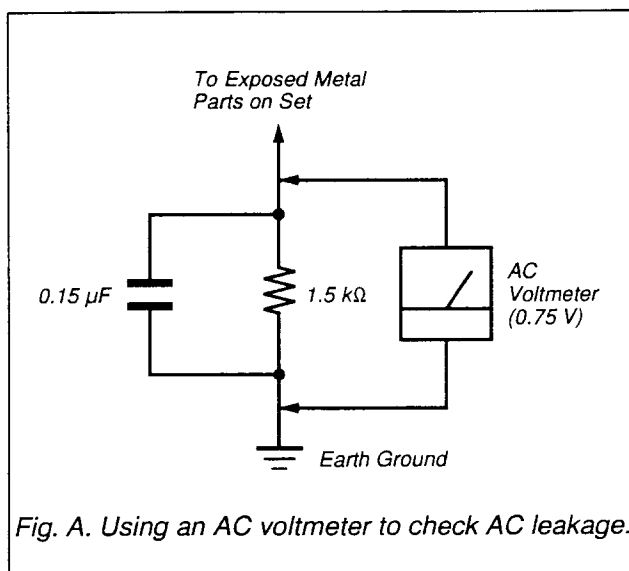 To Exposed Metal
Parts on Set
0.15 µF
1.5 kΩ
AC
Voltmeter
(0.75 V)
Earth Ground
Fig. A. Using an AC voltmeter to check AC leakage.